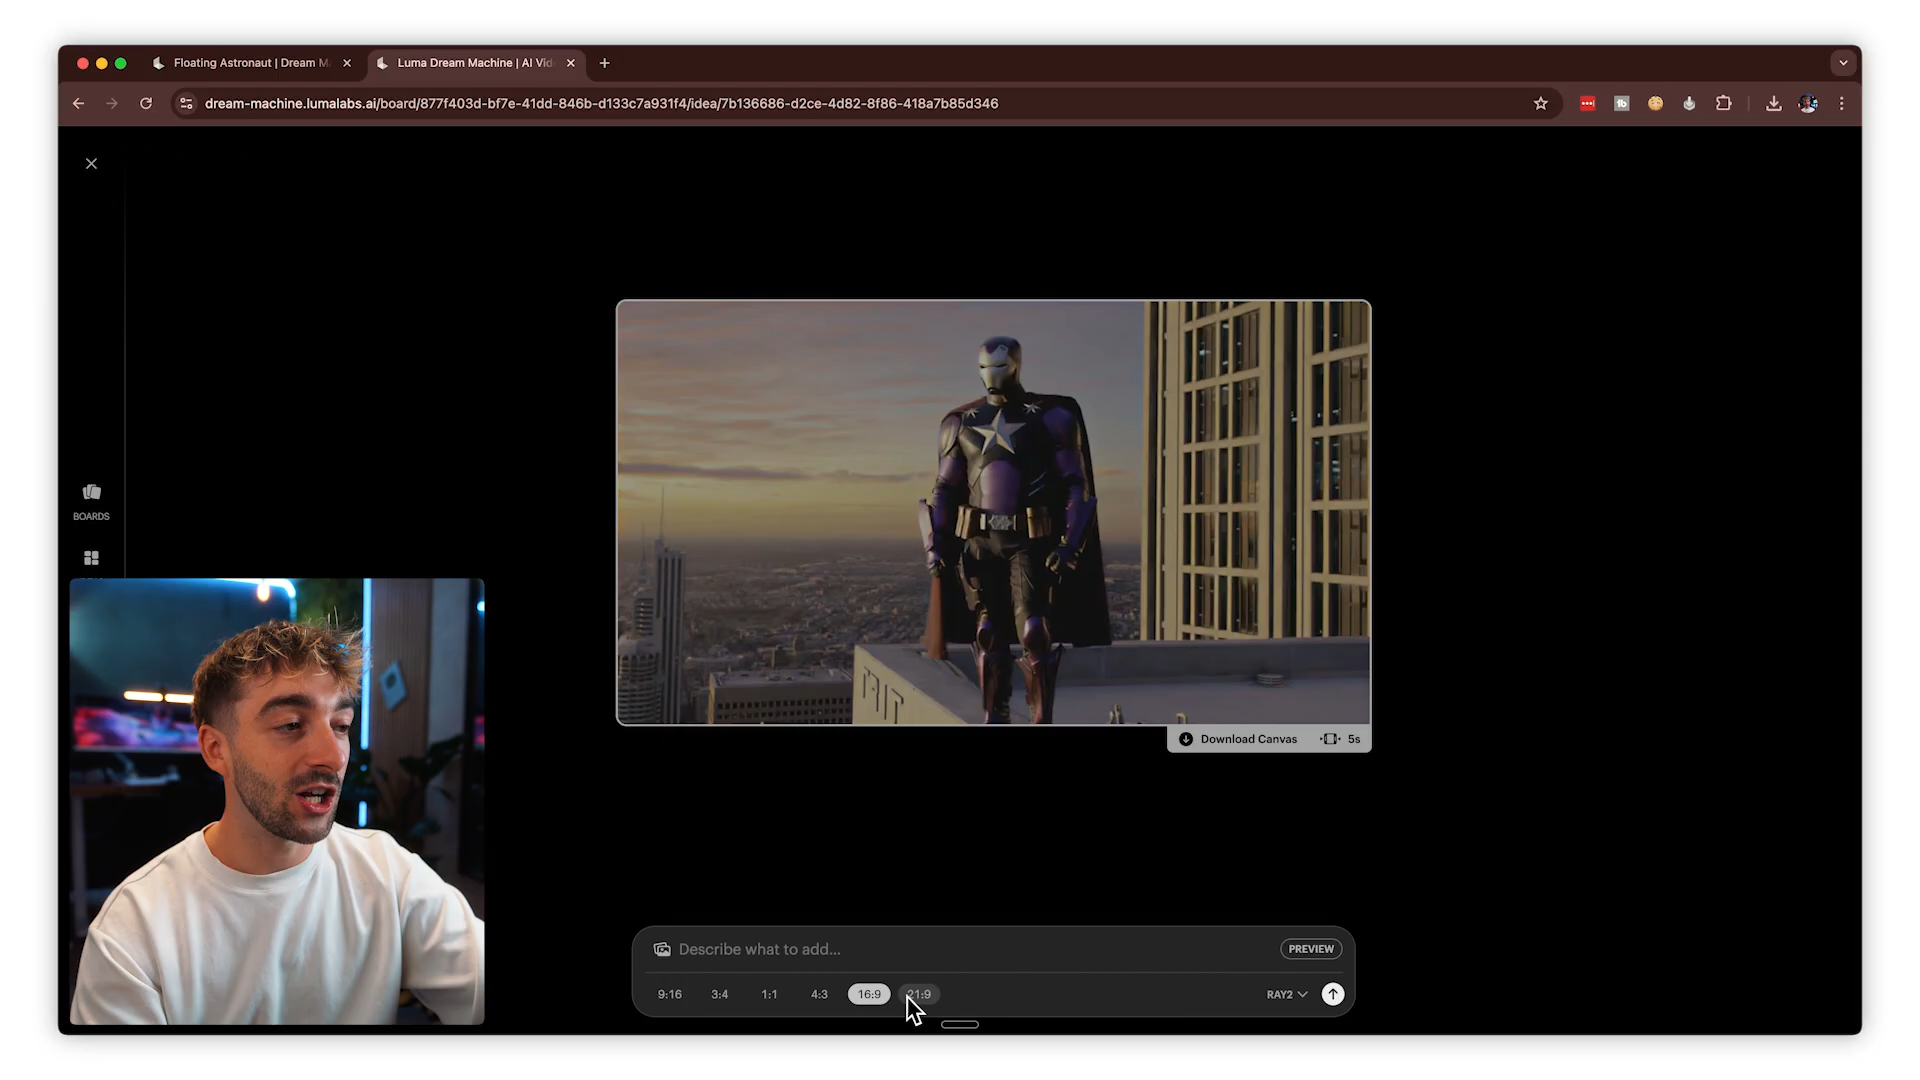 Floating Astronaut | Dream M
Luma Dream Machine | AI Vid
dream-machine.lumalabs.ai/board/877f403d-bf7e-41dd-846b-d133c7a931f4/idea/7b136686-d2ce-4d82-8f86-418a7b85d346
tb
BOARDS
Download Canvas 5s
Describe what to add...
PREVIEW
9:16 3:4 1:1 4:3 16:9 21:9
RAY2